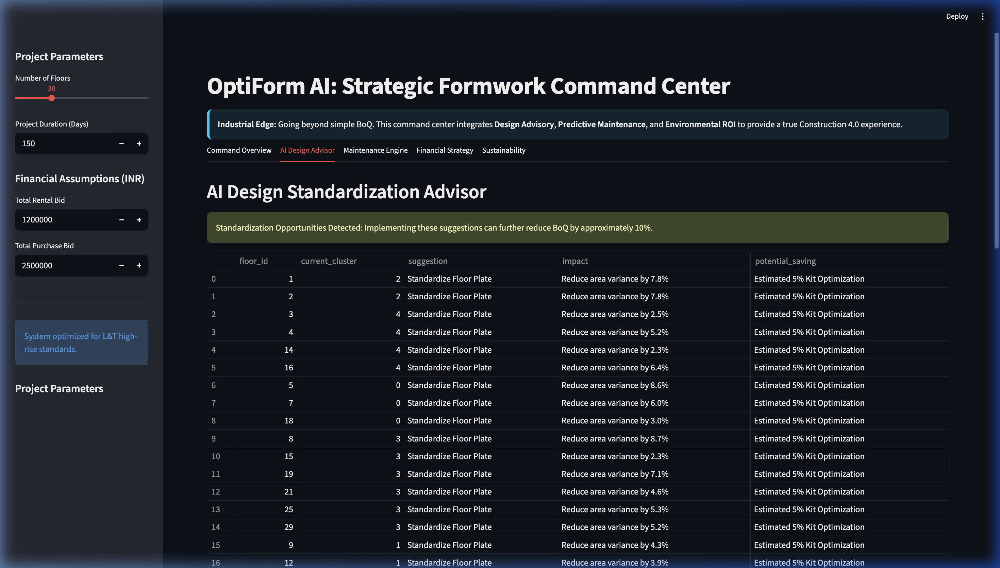 Deploy
Project Parameters
Number of Floors
30
Project Duration (Days)
150 − +
Financial Assumptions (INR)
Total Rental Bid
1200000 − +
Total Purchase Bid
2500000 − +
System optimized for L&T high-
rise standards.
Project Parameters
OptiForm AI: Strategic Formwork Command Center
Industrial Edge: Going beyond simple BoQ. This command center integrates Design Advisory, Predictive Maintenance, and Environmental ROI to provide a true Construction 4.0 experience.
Command Overview AI Design Advisor Maintenance Engine Financial Strategy Sustainability
AI Design Standardization Advisor
Standardization Opportunities Detected: Implementing these suggestions can further reduce BoQ by approximately 10%.
floor_id current_cluster suggestion impact potential_saving
0 1 2 Standardize Floor Plate Reduce area variance by 7.8% Estimated 5% Kit Optimization
1 2 2 Standardize Floor Plate Reduce area variance by 7.8% Estimated 5% Kit Optimization
2 3 4 Standardize Floor Plate Reduce area variance by 2.5% Estimated 5% Kit Optimization
3 4 4 Standardize Floor Plate Reduce area variance by 5.2% Estimated 5% Kit Optimization
4 14 4 Standardize Floor Plate Reduce area variance by 2.3% Estimated 5% Kit Optimization
5 16 4 Standardize Floor Plate Reduce area variance by 6.4% Estimated 5% Kit Optimization
6 5 0 Standardize Floor Plate Reduce area variance by 8.6% Estimated 5% Kit Optimization
7 7 0 Standardize Floor Plate Reduce area variance by 6.0% Estimated 5% Kit Optimization
8 18 0 Standardize Floor Plate Reduce area variance by 3.0% Estimated 5% Kit Optimization
9 8 3 Standardize Floor Plate Reduce area variance by 8.7% Estimated 5% Kit Optimization
10 15 3 Standardize Floor Plate Reduce area variance by 2.3% Estimated 5% Kit Optimization
11 19 3 Standardize Floor Plate Reduce area variance by 7.1% Estimated 5% Kit Optimization
12 21 3 Standardize Floor Plate Reduce area variance by 4.6% Estimated 5% Kit Optimization
13 25 3 Standardize Floor Plate Reduce area variance by 5.3% Estimated 5% Kit Optimization
14 29 3 Standardize Floor Plate Reduce area variance by 5.2% Estimated 5% Kit Optimization
15 9 1 Standardize Floor Plate Reduce area variance by 4.3% Estimated 5% Kit Optimization
16 12 1 Standardize Floor Plate Reduce area variance by 3.9% Estimated 5% Kit Optimization